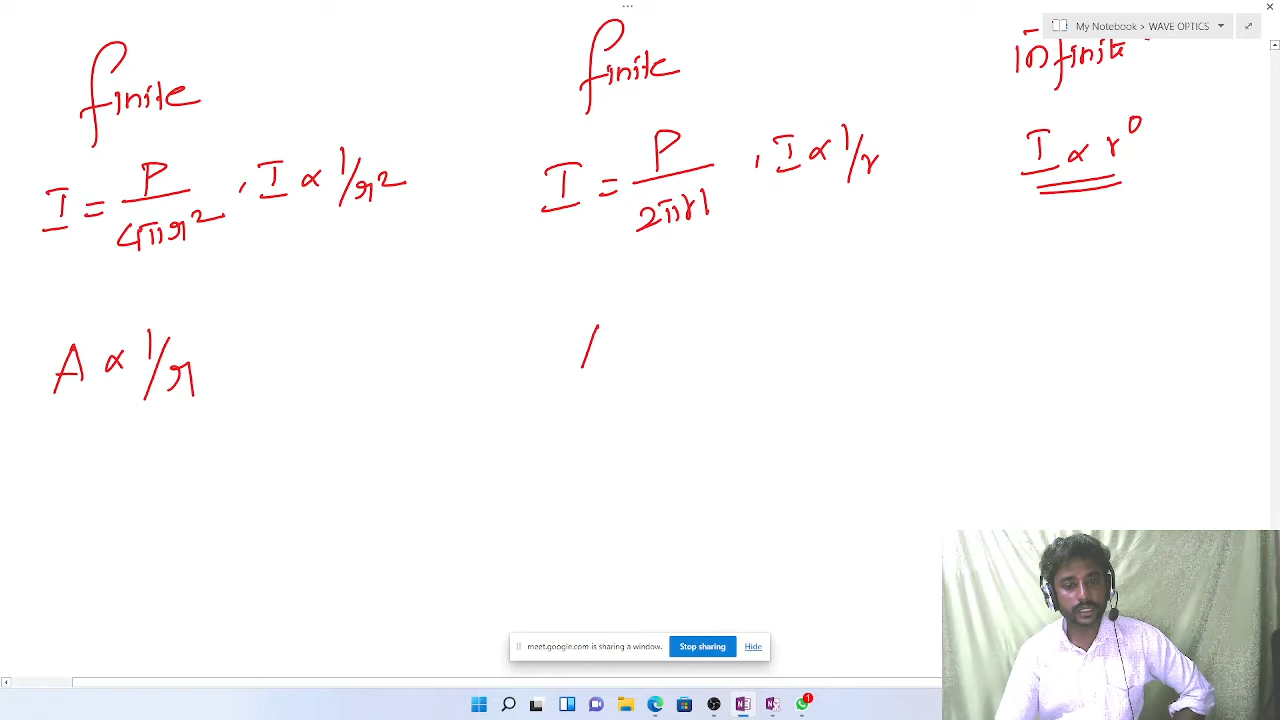 My Notebook > WAVE OPTICS
finite
finite
infinite
I = P/4πr², I ∝ 1/r²
I = P/2πrl, I ∝ 1/r
I ∝ r⁰
A ∝ 1/r
meet.google.com is sharing a window. Stop sharing Hide
1